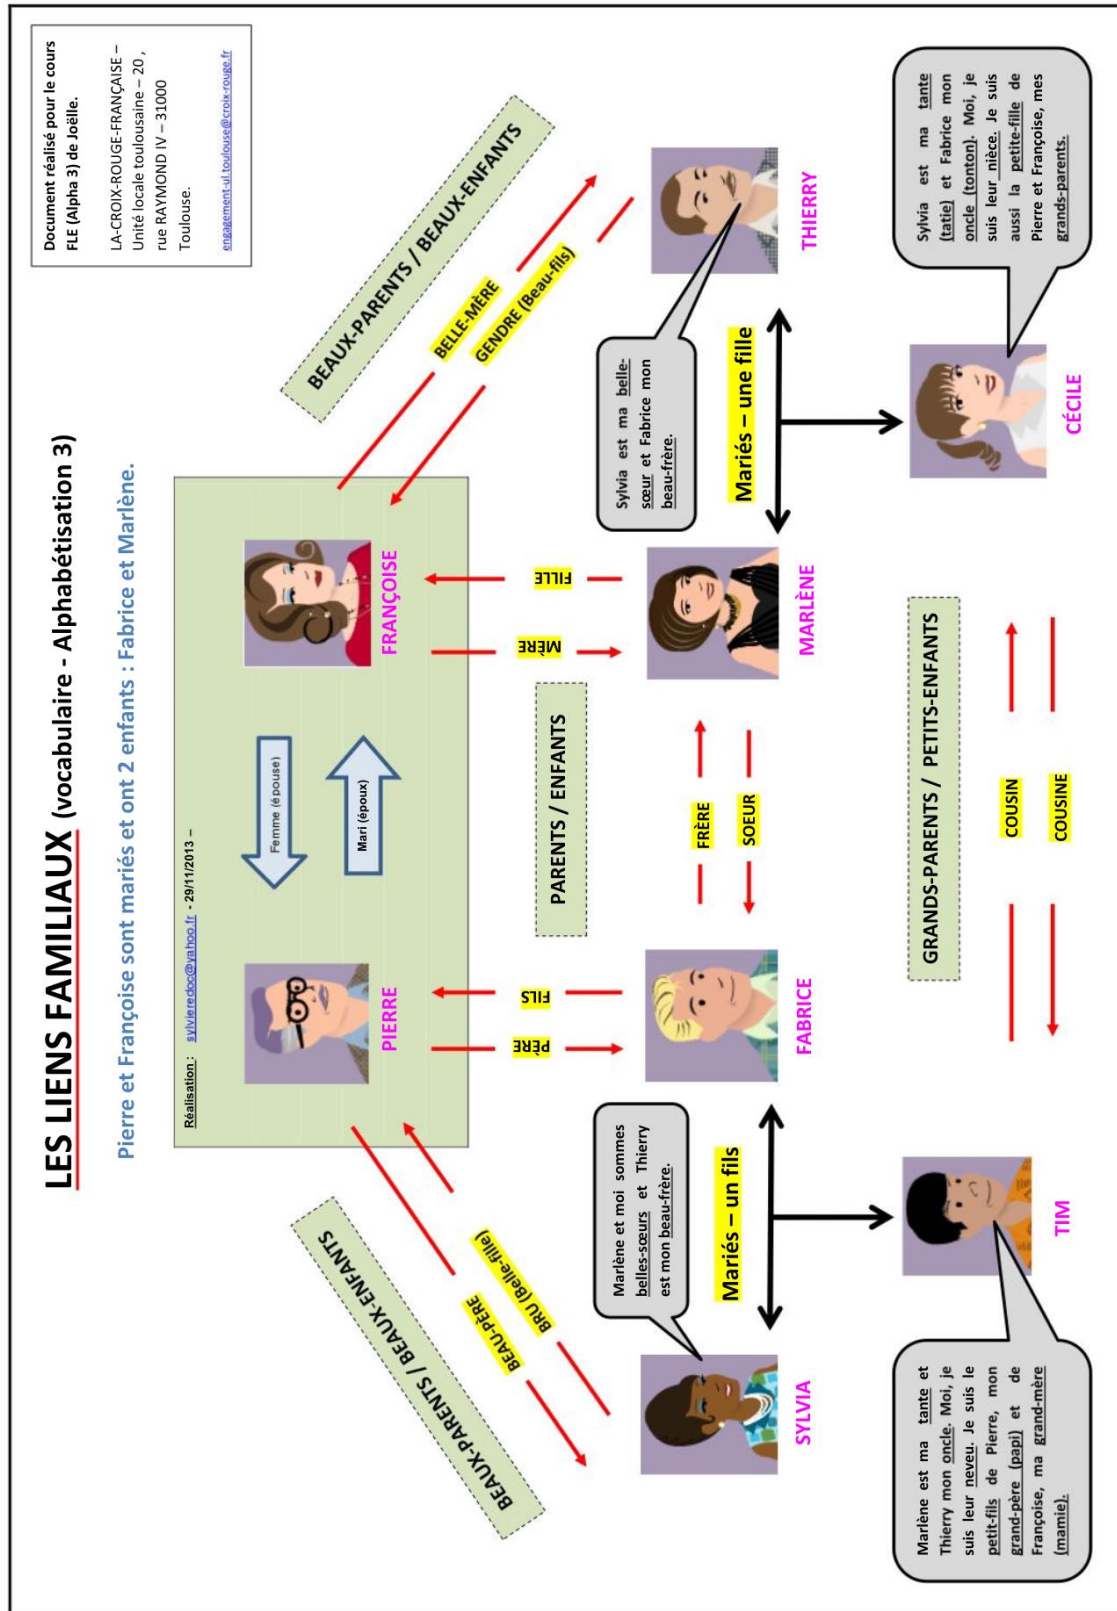 LES LIENS FAMILIAUX (vocabulaire - Alphabétisation 3)
Pierre et Françoise sont mariés et ont 2 enfants : Fabrice et Marlène.
Document réalisé pour le cours
FLE (Alpha 3) de Joëlle.
LA-CROIX-ROUGE-FRANÇAISE –
Unité locale toulousaine – 20 ,
rue RAYMOND IV – 31000
Toulouse.
engagement-ul.toulouse@croix-rouge.fr
Réalisation : sylvieredoc@yahoo.fr - 29/11/2013 –
Femme (épouse)
Mari (époux)
PIERRE
FRANÇOISE
BEAUX-PARENTS / BEAUX-ENFANTS
BEAU-PÈRE
BRU (Belle-fille)
BEAUX-PARENTS / BEAUX-ENFANTS
BELLE-MÈRE
GENDRE (Beau-fils)
PÈRE
FILS
PARENTS / ENFANTS
MÈRE
FILLE
Marlène et moi sommes
belles-sœurs et Thierry
est mon beau-frère.
Sylvia est ma belle-
sœur et Fabrice mon
beau-frère.
FRÈRE
SOEUR
SYLVIA
FABRICE
MARLÈNE
THIERRY
Mariés – un fils
Mariés – une fille
GRANDS-PARENTS / PETITS-ENFANTS
COUSIN
COUSINE
Marlène est ma tante et
Thierry mon oncle. Moi, je
suis leur neveu. Je suis le
petit-fils de Pierre, mon
grand-père (papi) et de
Françoise, ma grand-mère
(mamie).
TIM
CÉCILE
Sylvia est ma tante
(tatie) et Fabrice mon
oncle (tonton). Moi, je
suis leur nièce. Je suis
aussi la petite-fille de
Pierre et Françoise, mes
grands-parents.